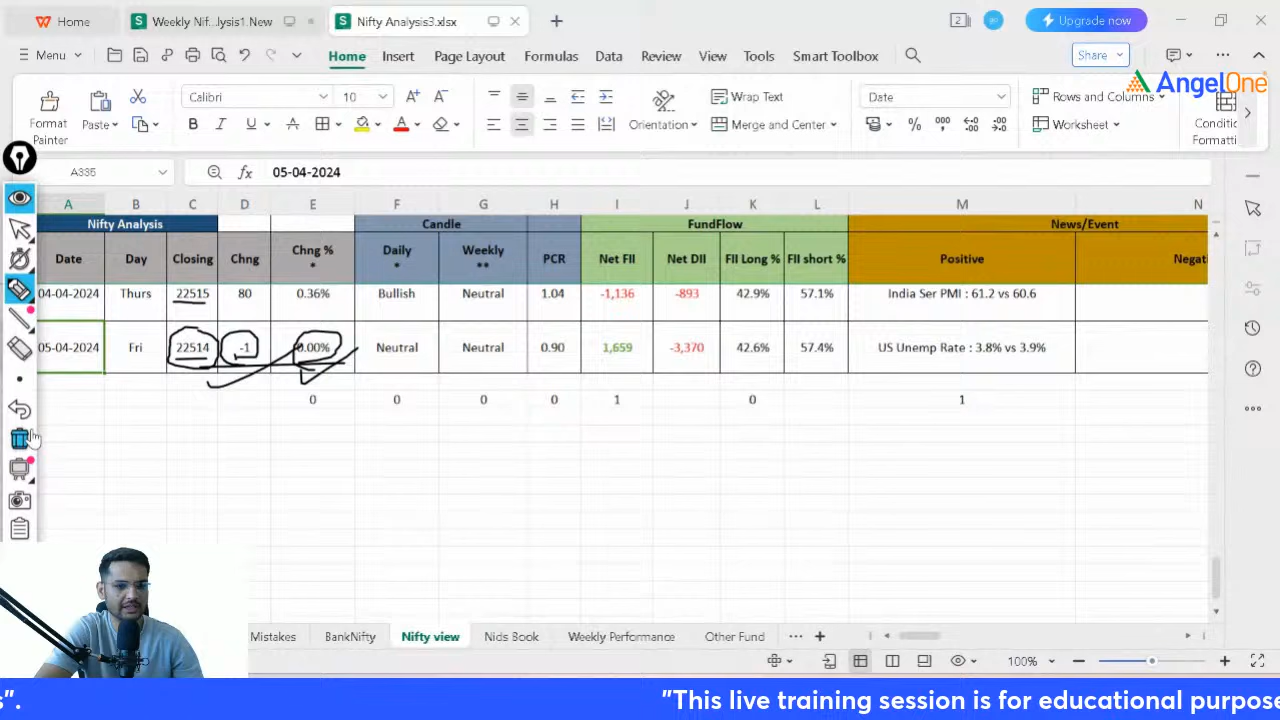 Home
Weekly Nif...lysis1.New
Nifty Analysis3.xlsx
2
Upgrade now
Menu
Home
Insert
Page Layout
Formulas
Data
Review
View
Tools
Smart Toolbox
Share
AngelOne
Format Painter
Paste
Calibri
10
A+
A-
B I U A A
Orientation
Wrap Text
Merge and Center
Date
% 000
Rows and Columns
Worksheet
Conditic
Formatti
A335
fx
05-04-2024
A B C D E F G H I J K L M N
Nifty Analysis Candle FundFlow News/Event
Date Day Closing Chng Chng % * Daily * Weekly ** PCR Net FII Net DII FII Long % FII short % Positive Negati
04-04-2024 Thurs 22515 80 0.36% Bullish Neutral 1.04 -1,136 -893 42.9% 57.1% India Ser PMI : 61.2 vs 60.6
05-04-2024 Fri 22514 -1 0.00% Neutral Neutral 0.90 1,659 -3,370 42.6% 57.4% US Unemp Rate : 3.8% vs 3.9%
0 0 0 0 1 0 1
Mistakes
BankNifty
Nifty view
Nids Book
Weekly Performance
Other Fund
100%
s".
"This live training session is for educational purpose